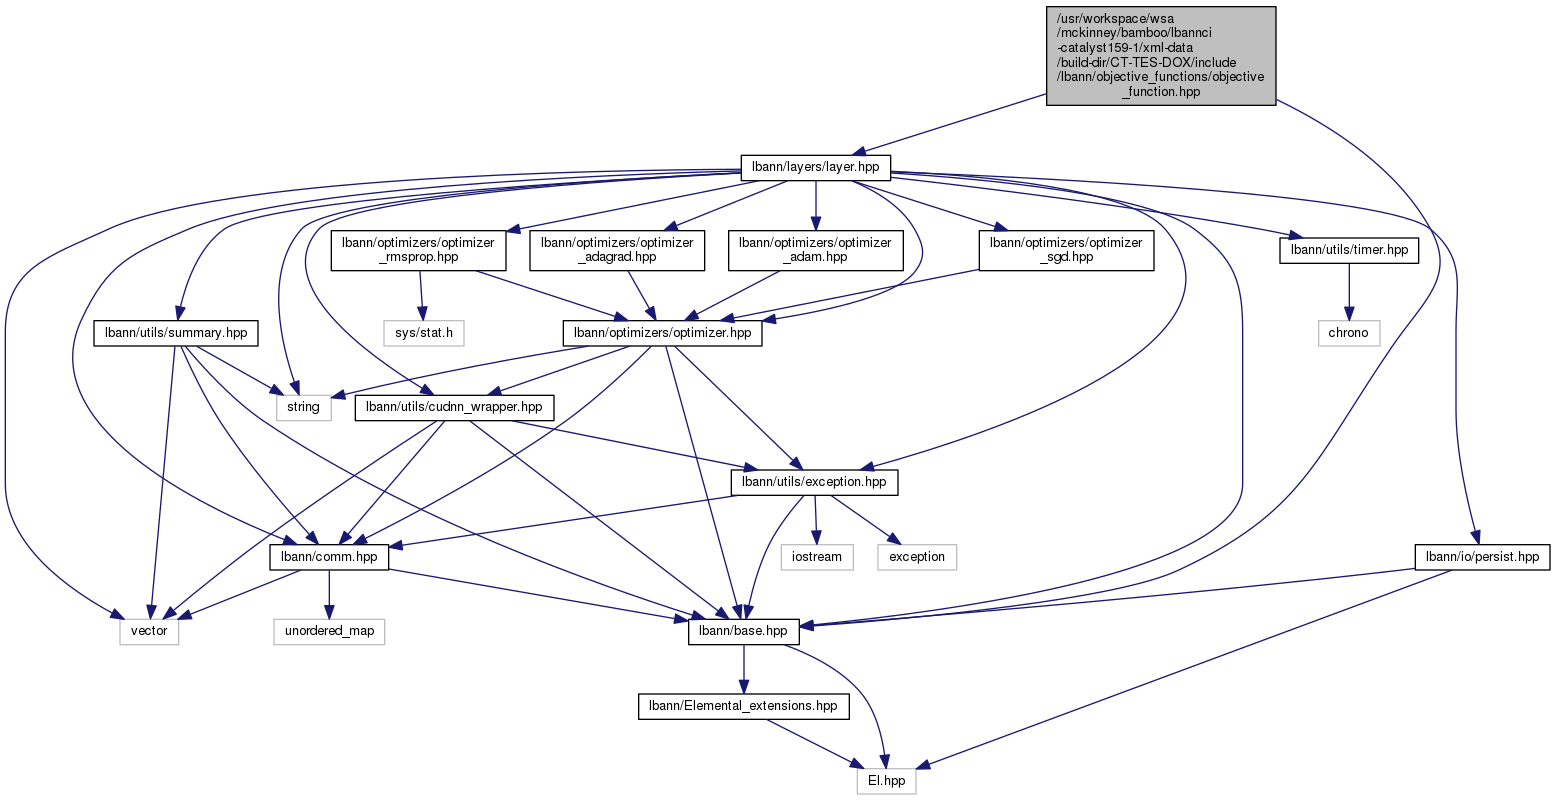 /usr/workspace/wsa
/mckinney/bamboo/lbannci
-catalyst159-1/xml-data
/build-dir/CT-TES-DOX/include
/lbann/objective_functions/objective
_function.hpp
lbann/layers/layer.hpp
lbann/optimizers/optimizer
_rmsprop.hpp
lbann/optimizers/optimizer
_adagrad.hpp
lbann/optimizers/optimizer
_adam.hpp
lbann/optimizers/optimizer
_sgd.hpp
lbann/utils/timer.hpp
lbann/utils/summary.hpp
sys/stat.h
lbann/optimizers/optimizer.hpp
chrono
string
lbann/utils/cudnn_wrapper.hpp
lbann/utils/exception.hpp
lbann/comm.hpp
iostream
exception
lbann/io/persist.hpp
vector
unordered_map
lbann/base.hpp
lbann/Elemental_extensions.hpp
El.hpp